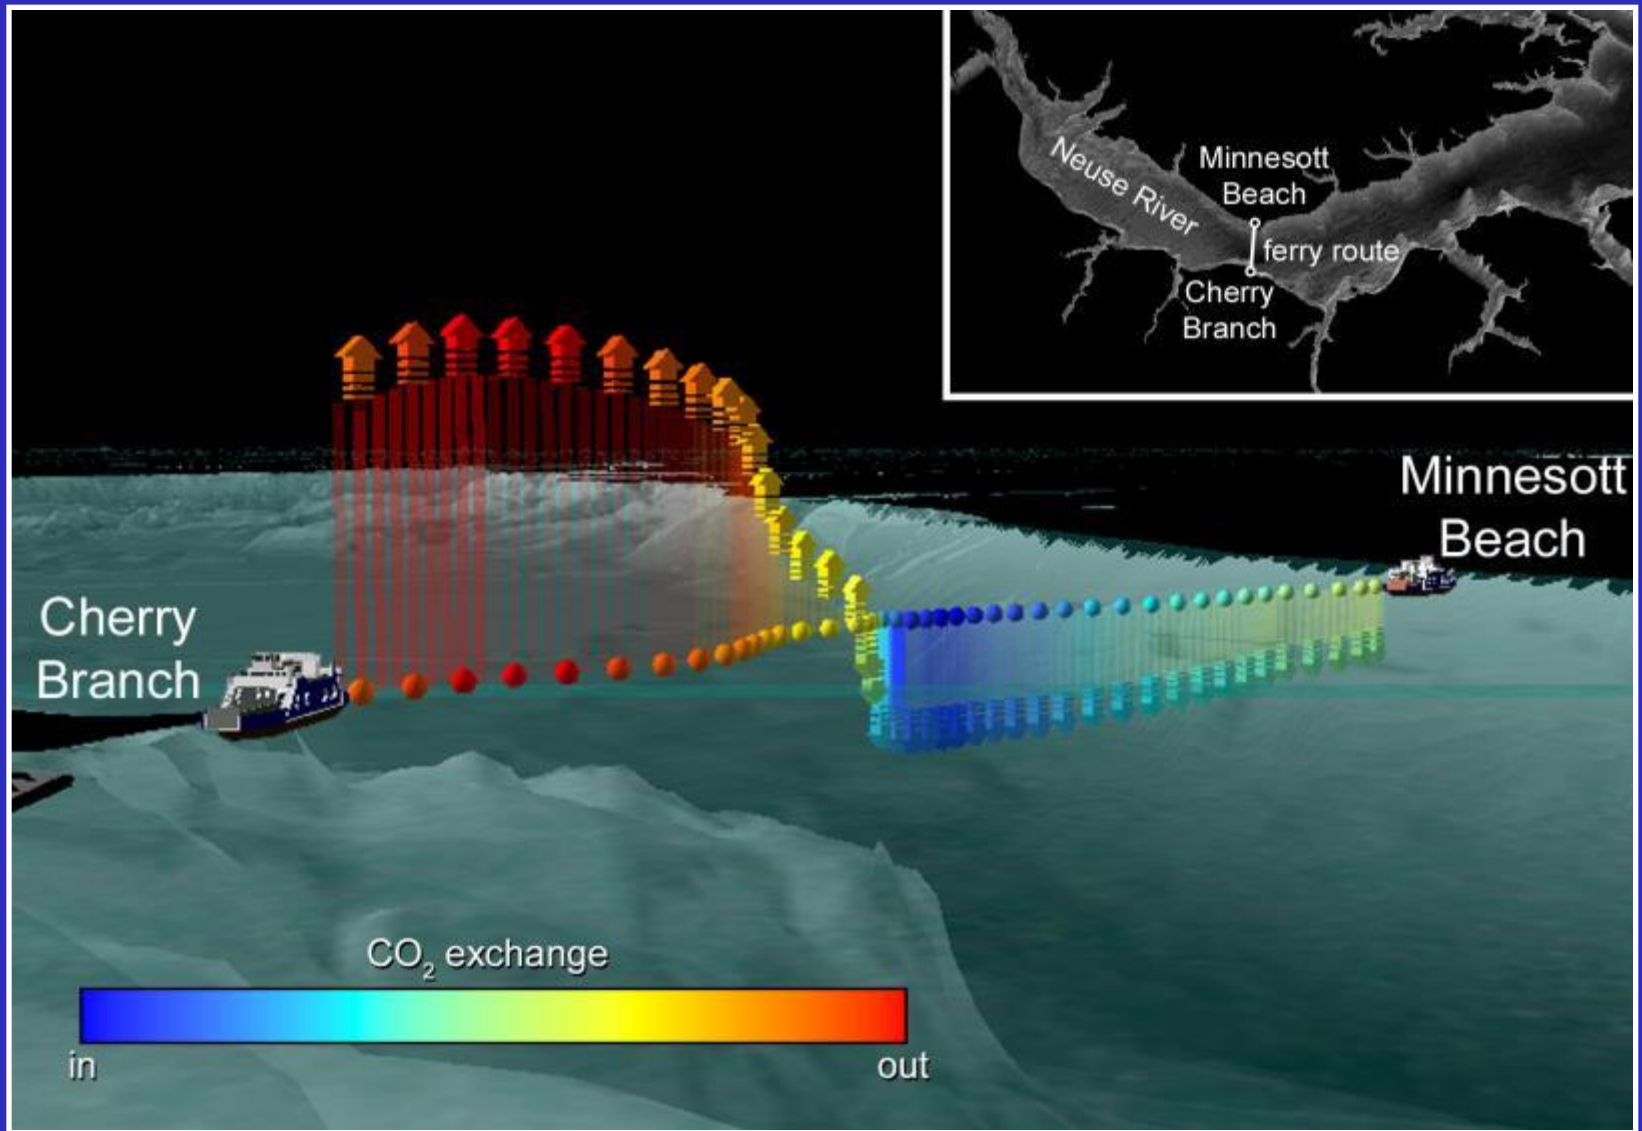 Neuse River
Minnesott
Beach
ferry route
Cherry
Branch
Minnesott
Beach
Cherry
Branch
CO₂ exchange
in
out